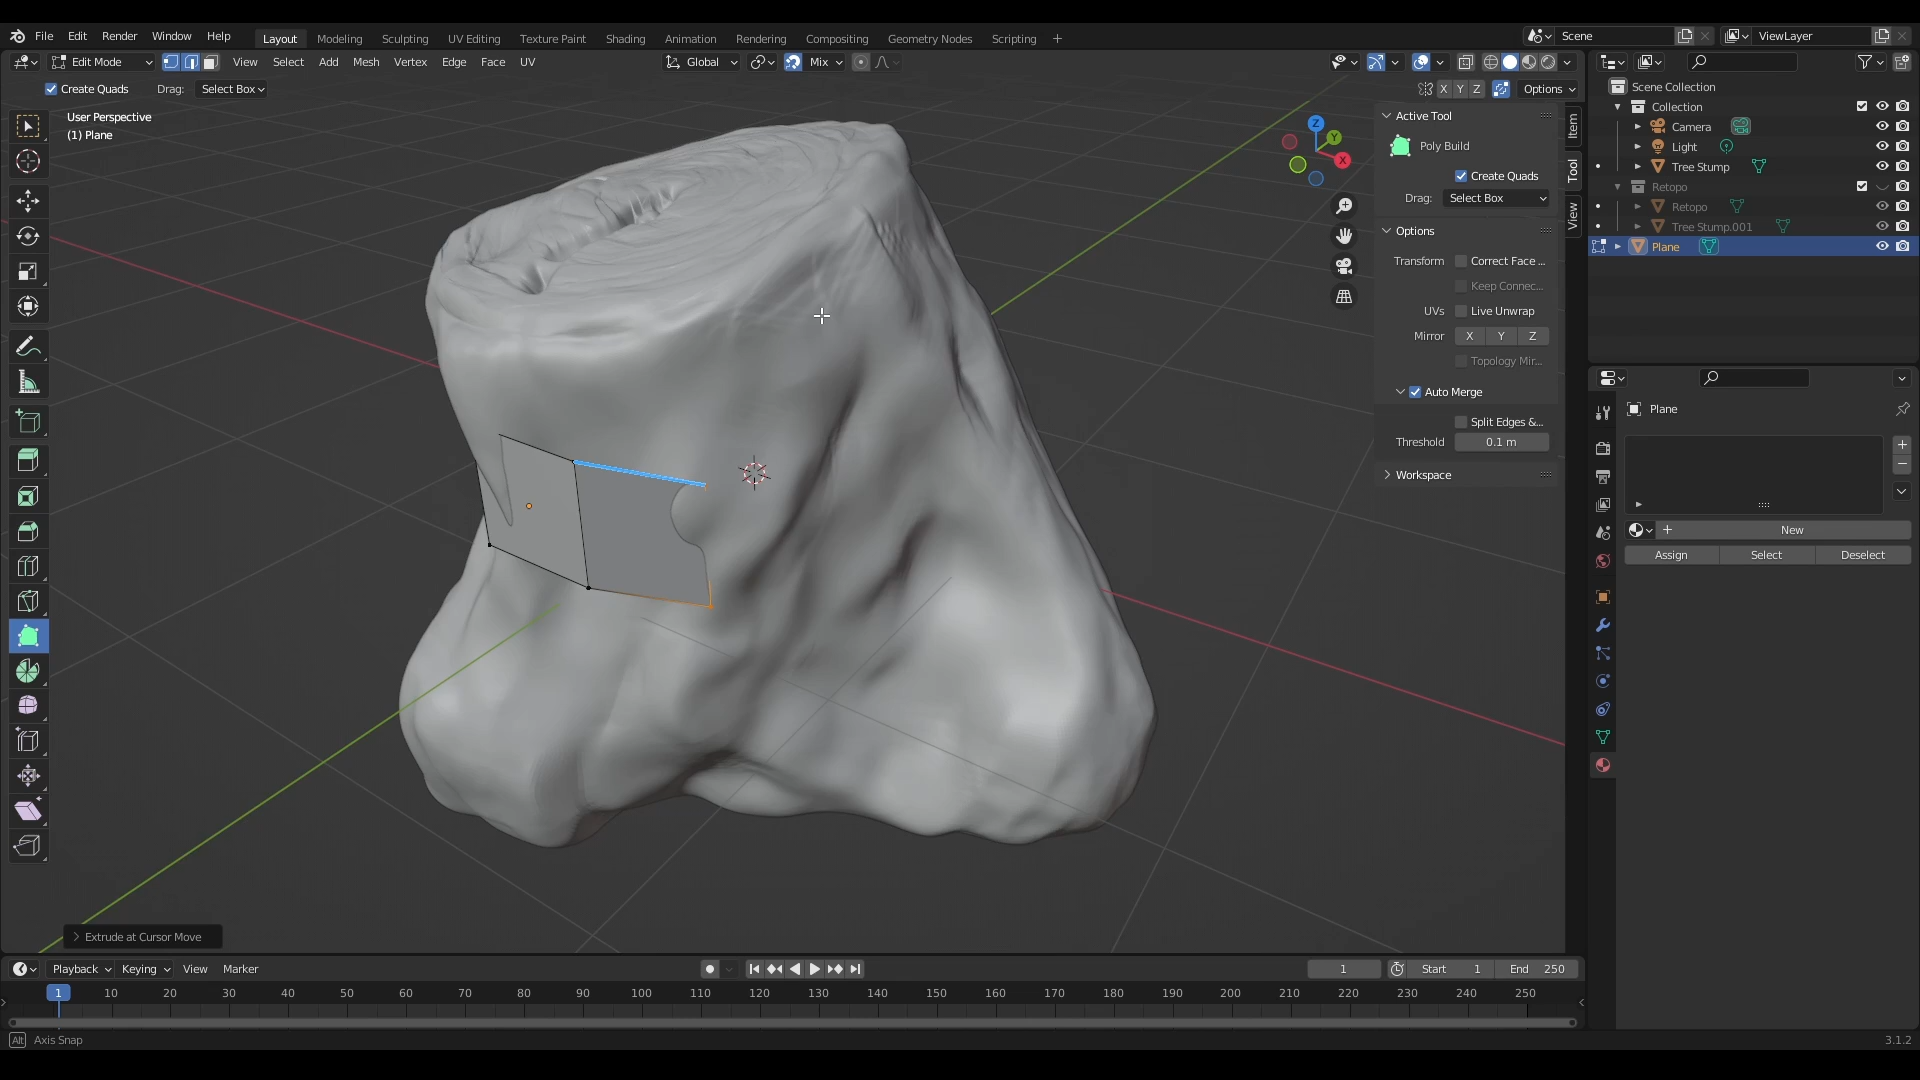 File Edit Render Window Help Layout Modeling Sculpting UV Editing Texture Paint Shading Animation Rendering Compositing Geometry Nodes Scripting + Scene ViewLayer
Edit Mode View Select Add Mesh Vertex Edge Face UV Global Mix
Create Quads Drag: Select Box X Y Z Options
User Perspective
(1) Plane
Z
Y
X
Active Tool
Poly Build
Create Quads
Drag: Select Box
Options
Transform Correct Face ...
Keep Connec...
UVs Live Unwrap
Mirror X Y Z
Topology Mir...
Auto Merge
Split Edges &...
Threshold 0.1 m
Workspace
Item
Tool
View
Scene Collection
Collection
Camera
Light
Tree Stump
Retopo
Retopo
Tree Stump.001
Plane
Plane
New
Assign Select Deselect
Extrude at Cursor Move
Playback Keying View Marker 1 Start 1 End 250
1 10 20 30 40 50 60 70 80 90 100 110 120 130 140 150 160 170 180 190 200 210 220 230 240 250
Alt Axis Snap 3.1.2